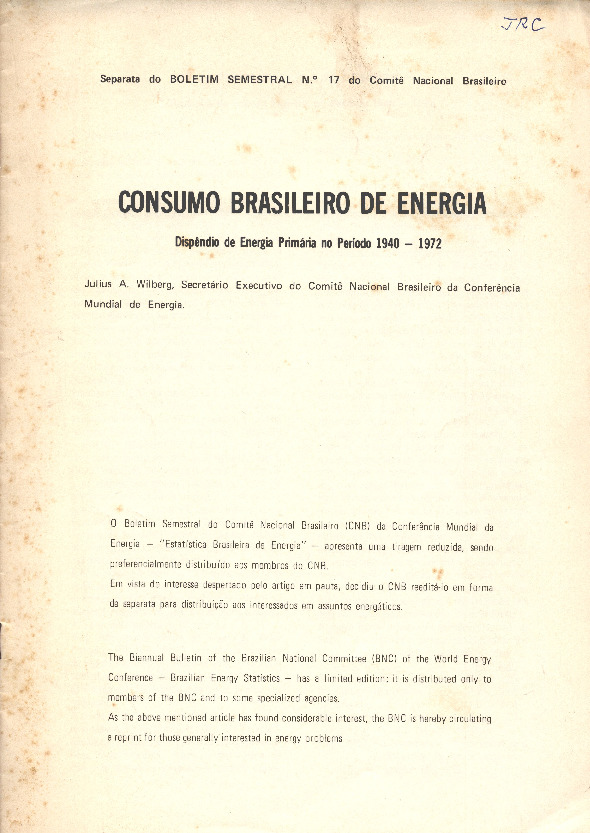 JRC
Separata do BOLETIM SEMESTRAL N.º 17 do Comitê Nacional Brasileiro
CONSUMO BRASILEIRO DE ENERGIA
Dispêndio de Energia Primária no Período 1940 – 1972
Julius A. Wilberg, Secretário Executivo do Comitê Nacional Brasileiro da Conferência
Mundial de Energia.
O Boletim Semestral do Comitê Nacional Brasileiro (CNB) da Conferência Mundial da
Energia – "Estatística Brasileira de Energia" – apresenta uma tiragem reduzida, sendo
preferencialmente distribuído aos membros do CNB.
Em vista do interesse despertado pelo artigo em pauta, decidiu o CNB reeditá-lo em forma
de separata para distribuição aos interessados em assuntos energéticos.
The Biannual Bulletin of the Brazilian National Committee (BNC) of the World Energy
Conference – Brazilian Energy Statistics – has a limited edition: it is distributed only to
members of the BNC and to some specialized agencies.
As the above mentioned article has found considerable interest, the BNC is hereby circulating
a reprint for those generally interested in energy problems.